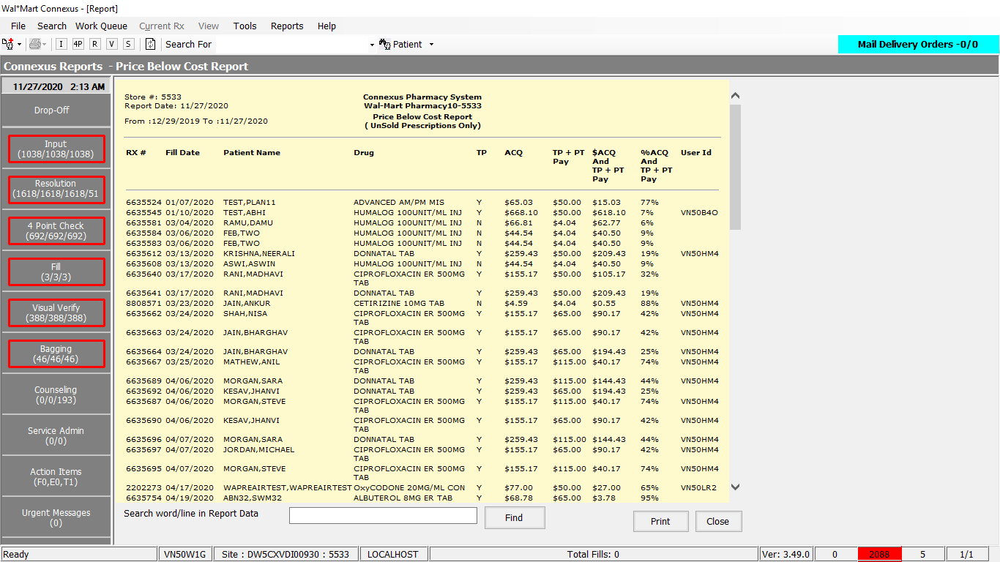 Wal*Mart Connexus - [Report]
File Search Work Queue Current Rx View Tools Reports Help
I 4P R V S Search For Patient Mail Delivery Orders -0/0
Connexus Reports - Price Below Cost Report
11/27/2020 2:13 AM
Drop-Off
Input
(1038/1038/1038)
Resolution
(1618/1618/1618/51
4 Point Check
(692/692/692)
Fill
(3/3/3)
Visual Verify
(388/388/388)
Bagging
(46/46/46)
Counseling
(0/0/193)
Service Admin
(0/0)
Action Items
(F0,E0,T1)
Urgent Messages
(0)
Store #: 5533
Report Date: 11/27/2020
From :12/29/2019 To :11/27/2020
Connexus Pharmacy System
Wal-Mart Pharmacy10-5533
Price Below Cost Report
( UnSold Prescriptions Only)
RX # Fill Date Patient Name Drug TP ACQ TP + PT $ACQ %ACQ User Id
Pay And And
TP + PT TP + PT
Pay Pay
6635524 01/07/2020 TEST,PLAN11 ADVANCED AM/PM MIS Y $65.03 $50.00 $15.03 77%
6635545 01/10/2020 TEST,ABHI HUMALOG 100UNIT/ML INJ Y $668.10 $50.00 $618.10 7% VN50B4O
6635581 03/04/2020 RAMU,DAMU HUMALOG 100UNIT/ML INJ N $66.81 $4.04 $62.77 6%
6635584 03/06/2020 FEB,TWO HUMALOG 100UNIT/ML INJ N $44.54 $4.04 $40.50 9%
6635583 03/06/2020 FEB,TWO HUMALOG 100UNIT/ML INJ N $44.54 $4.04 $40.50 9%
6635612 03/13/2020 KRISHNA,NEERALI DONNATAL TAB Y $259.43 $50.00 $209.43 19% VN50HM4
6635608 03/13/2020 ASWI,ASWIN HUMALOG 100UNIT/ML INJ N $44.54 $4.04 $40.50 9%
6635640 03/17/2020 RANI,MADHAVI CIPROFLOXACIN ER 500MG Y $155.17 $50.00 $105.17 32%
TAB
6635641 03/17/2020 RANI,MADHAVI DONNATAL TAB Y $259.43 $50.00 $209.43 19%
8808571 03/23/2020 JAIN,ANKUR CETIRIZINE 10MG TAB N $4.59 $4.04 $0.55 88% VN50HM4
6635662 03/24/2020 SHAH,NISA CIPROFLOXACIN ER 500MG Y $155.17 $65.00 $90.17 42% VN50HM4
TAB
6635663 03/24/2020 JAIN,BHARGHAV CIPROFLOXACIN ER 500MG Y $155.17 $65.00 $90.17 42% VN50HM4
TAB
6635664 03/24/2020 JAIN,BHARGHAV DONNATAL TAB Y $259.43 $65.00 $194.43 25% VN50HM4
6635667 03/25/2020 MATHEW,ANIL CIPROFLOXACIN ER 500MG Y $155.17 $115.00 $40.17 74% VN50HM4
TAB
6635689 04/06/2020 MORGAN,SARA DONNATAL TAB Y $259.43 $115.00 $144.43 44% VN50HM4
6635692 04/06/2020 KESAV,JHANVI DONNATAL TAB Y $259.43 $65.00 $194.43 25% VN50HM4
6635687 04/06/2020 MORGAN,STEVE CIPROFLOXACIN ER 500MG Y $155.17 $115.00 $40.17 74% VN50HM4
TAB
6635690 04/06/2020 KESAV,JHANVI CIPROFLOXACIN ER 500MG Y $155.17 $65.00 $90.17 42% VN50HM4
TAB
6635696 04/07/2020 MORGAN,SARA DONNATAL TAB Y $259.43 $115.00 $144.43 44% VN50HM4
6635697 04/07/2020 JORDAN,MICHAEL CIPROFLOXACIN ER 500MG Y $155.17 $65.00 $90.17 42% VN50HM4
TAB
6635695 04/07/2020 MORGAN,STEVE CIPROFLOXACIN ER 500MG Y $155.17 $115.00 $40.17 74% VN50HM4
TAB
2202273 04/17/2020 WAPREAIRTEST,WAPREAIRTEST OxyCODONE 20MG/ML CON Y $77.00 $50.00 $27.00 65% VN50LR2
6635754 04/19/2020 ABN32,SWM32 ALBUTEROL 8MG ER TAB Y $68.78 $65.00 $3.78 95%
Search word/line in Report Data Find Print Close
Ready VN50W1G Site : DW5CXVDI00930 : 5533 LOCALHOST Total Fills: 0 Ver: 3.49.0 0 2088 5 1/1